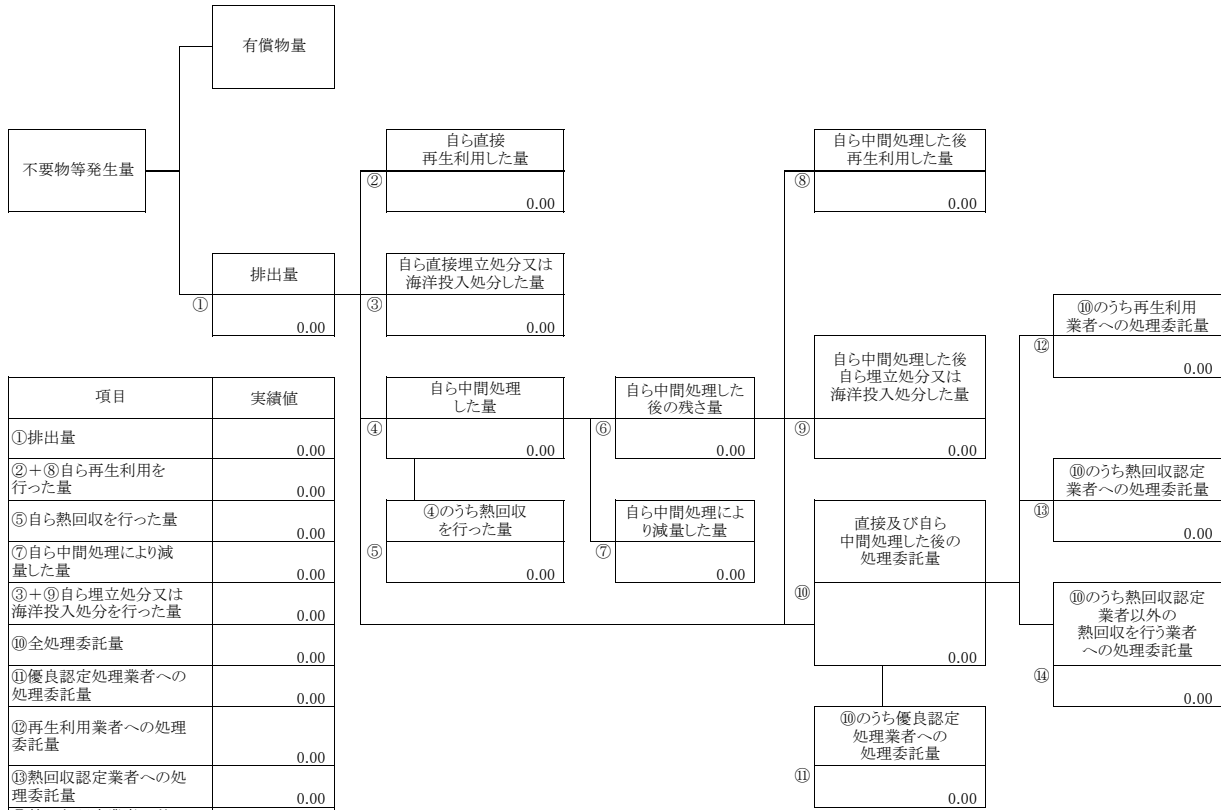 有償物量
不要物等発生量
自ら直接
再生利用した量
②
0.00
自ら中間処理した後
再生利用した量
⑧
0.00
排出量
①
0.00
自ら直接埋立処分又は
海洋投入処分した量
③
0.00
⑩のうち再生利用
業者への処理委託量
⑫
0.00
自ら中間処理した後
自ら埋立処分又は
海洋投入処分した量
⑨
0.00
自ら中間処理
した量
④
0.00
自ら中間処理した
後の残さ量
⑥
0.00
⑩のうち熱回収認定
業者への処理委託量
⑬
0.00
④のうち熱回収
を行った量
⑤
0.00
自ら中間処理によ
り減量した量
⑦
0.00
直接及び自ら
中間処理した後の
処理委託量
⑩
0.00
⑩のうち熱回収認定
業者以外の
熱回収を行う業者
への処理委託量
⑭
0.00
⑩のうち優良認定
処理業者への
処理委託量
⑪
0.00
項目 実績値
①排出量 0.00
②+⑧自ら再生利用を
行った量 0.00
⑤自ら熱回収を行った量 0.00
⑦自ら中間処理により減
量した量 0.00
③+⑨自ら埋立処分又は
海洋投入処分を行った量 0.00
⑩全処理委託量 0.00
⑪優良認定処理業者への
処理委託量 0.00
⑫再生利用業者への処理
委託量 0.00
⑬熱回収認定業者への処
理委託量 0.00